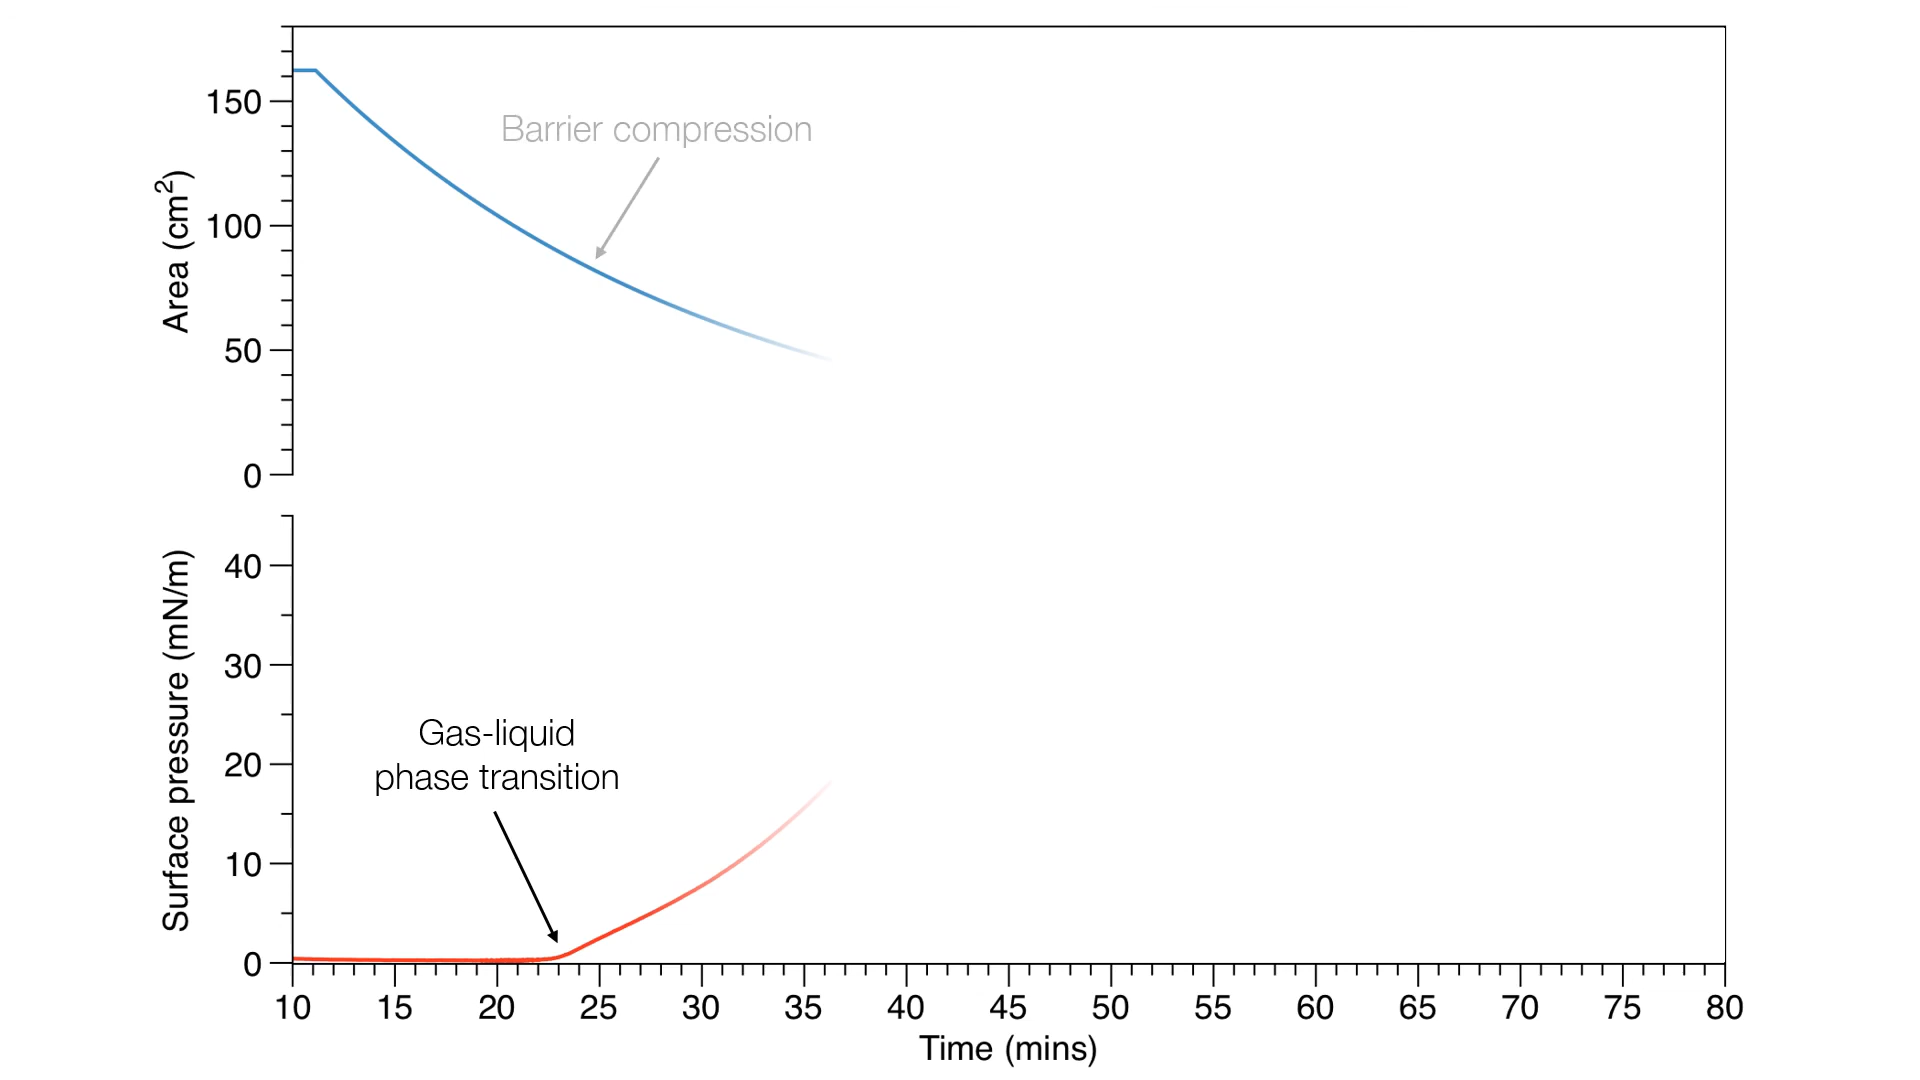 Barrier compression
Area (cm²)
150
100
50
0
Surface pressure (mN/m)
40
30
20
10
0
Gas-liquid
phase transition
10 15 20 25 30 35 40 45 50 55 60 65 70 75 80
Time (mins)